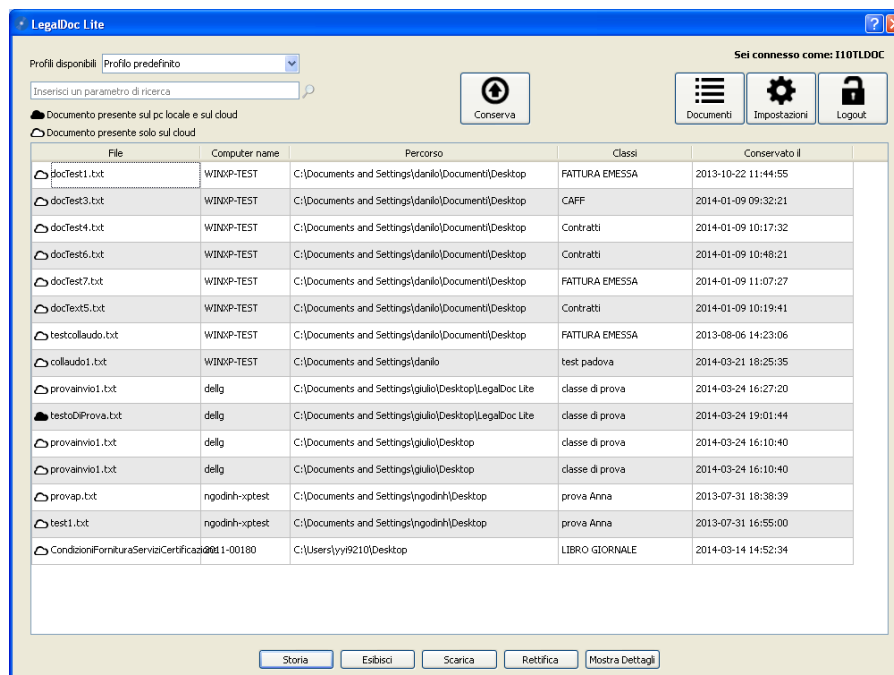 LegalDoc Lite
Sei connesso come: I10TLDOC
Profili disponibili Profilo predefinito
Inserisci un parametro di ricerca
Conserva Documenti Impostazioni Logout
Documento presente sul pc locale e sul cloud
Documento presente solo sul cloud
File Computer name Percorso Classi Conservato il
docTest1.txt WINXP-TEST C:\Documents and Settings\danilo\Documenti\Desktop FATTURA EMESSA 2013-10-22 11:44:55
docTest3.txt WINXP-TEST C:\Documents and Settings\danilo\Documenti\Desktop CAFF 2014-01-09 09:32:21
docTest4.txt WINXP-TEST C:\Documents and Settings\danilo\Documenti\Desktop Contratti 2014-01-09 10:17:32
docTest6.txt WINXP-TEST C:\Documents and Settings\danilo\Documenti\Desktop Contratti 2014-01-09 10:48:21
docTest7.txt WINXP-TEST C:\Documents and Settings\danilo\Documenti\Desktop FATTURA EMESSA 2014-01-09 11:07:27
docText5.txt WINXP-TEST C:\Documents and Settings\danilo\Documenti\Desktop Contratti 2014-01-09 10:19:41
testcollaudo.txt WINXP-TEST C:\Documents and Settings\danilo\Documenti\Desktop FATTURA EMESSA 2013-08-06 14:23:06
collaudo1.txt WINXP-TEST C:\Documents and Settings\danilo test padova 2014-03-21 18:25:35
provainvio1.txt dellg C:\Documents and Settings\giulio\Desktop\LegalDoc Lite classe di prova 2014-03-24 16:27:20
testoDiProva.txt dellg C:\Documents and Settings\giulio\Desktop\LegalDoc Lite classe di prova 2014-03-24 19:01:44
provainvio1.txt dellg C:\Documents and Settings\giulio\Desktop classe di prova 2014-03-24 16:10:40
provainvio1.txt dellg C:\Documents and Settings\giulio\Desktop classe di prova 2014-03-24 16:10:40
provap.txt ngodinh-xptest C:\Documents and Settings\ngodinh\Desktop prova Anna 2013-07-31 18:38:39
test1.txt ngodinh-xptest C:\Documents and Settings\ngodinh\Desktop prova Anna 2013-07-31 16:55:00
CondizioniFornituraServiziCertificazione 2011-00180 C:\Users\yyi9210\Desktop LIBRO GIORNALE 2014-03-14 14:52:34
Storia Esibisci Scarica Rettifica Mostra Dettagli